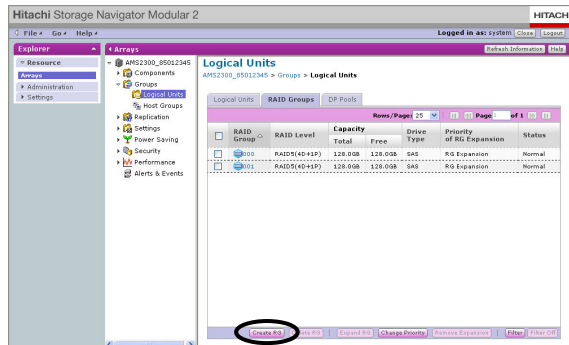 Hitachi Storage Navigator Modular 2
HITACH
File Go Help
Logged in as: system Close Logout
Explorer
Arrays
Refresh Information Help
Resource
Arrays
Administration
Settings
AMS2300_85012345
Components
Groups
Logical Units
Host Groups
Replication
Settings
Power Saving
Security
Performance
Alerts & Events
Logical Units
AMS2300_85012345 > Groups > Logical Units
Logical Units RAID Groups DP Pools
Rows/Page: 25 Page 1 of 1
RAID Group RAID Level Capacity Total Free Drive Type Priority of RG Expansion Status
000 RAID5(4D+1P) 128.0GB 128.0GB SAS RG Expansion Normal
001 RAID5(4D+1P) 128.0GB 128.0GB SAS RG Expansion Normal
Create RG Expand RG Change Priority Remove Expansion Filter Filter Off